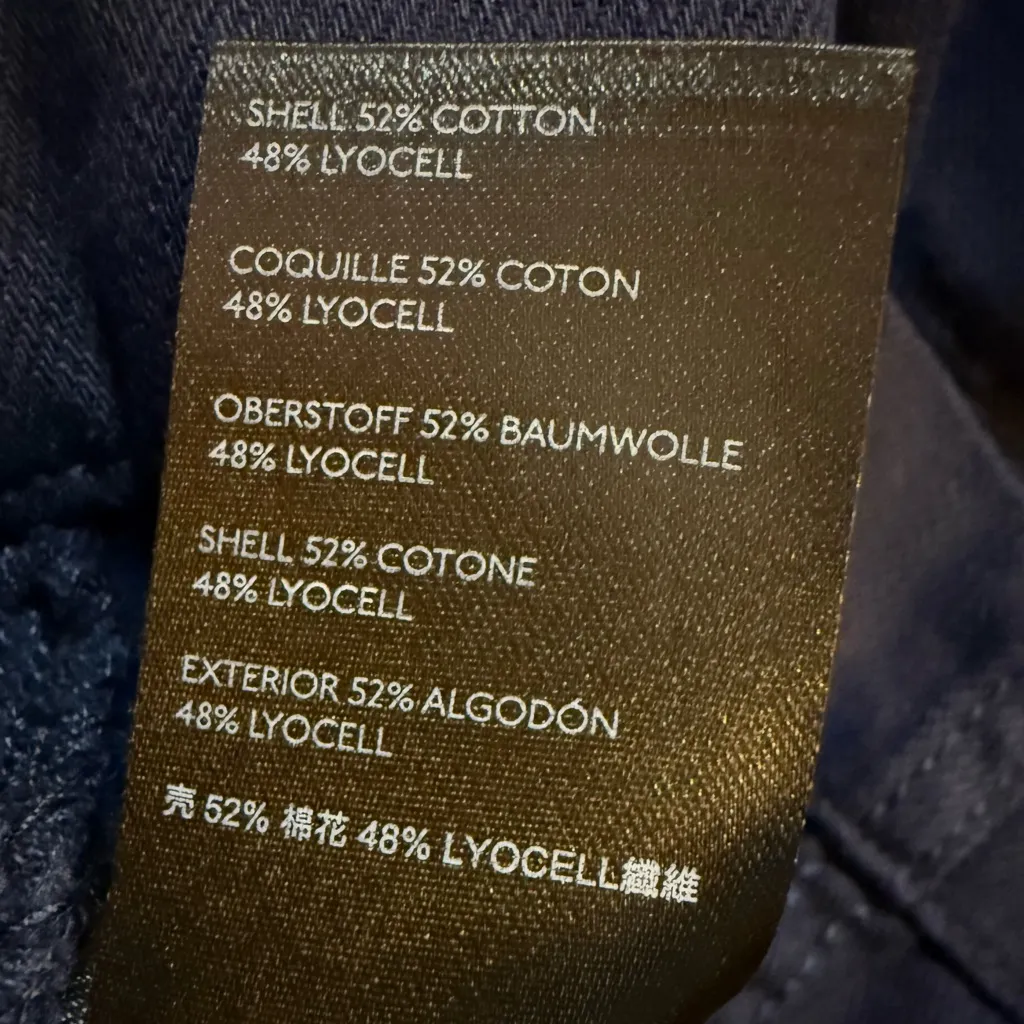 SHELL 52% COTTON
48% LYOCELL
COQUILLE 52% COTON
48% LYOCELL
OBERSTOFF 52% BAUMWOLLE
48% LYOCELL
SHELL 52% COTONE
48% LYOCELL
EXTERIOR 52% ALGODÓN
48% LYOCELL
壳 52% 棉花 48% LYOCELL纖維